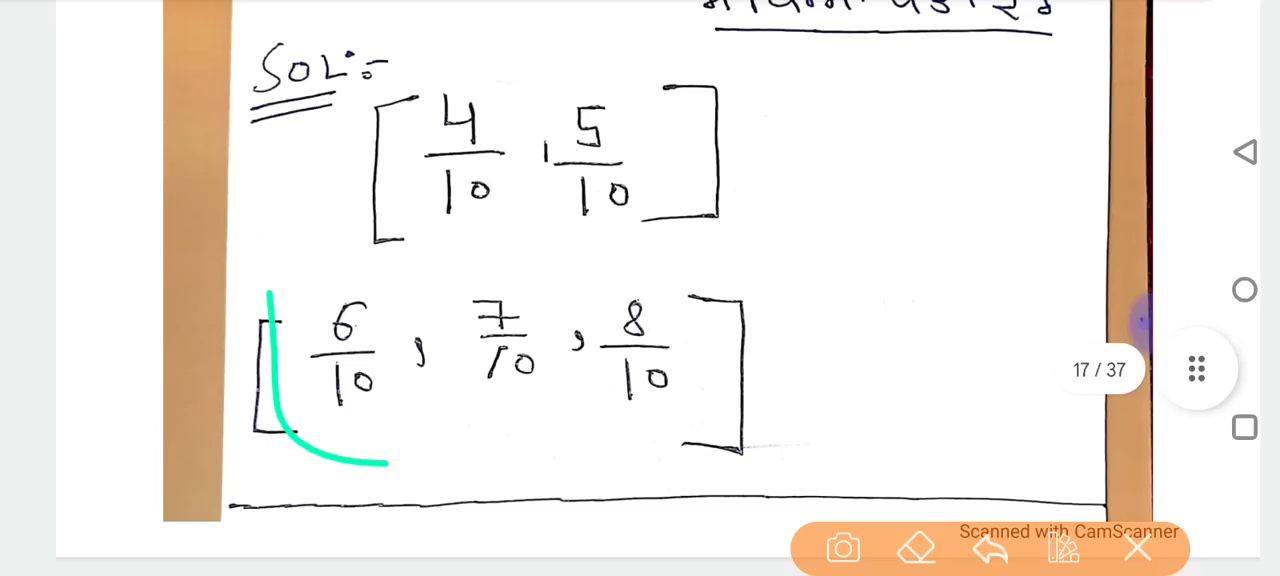 SOL:-
[ 4/10 , 5/10 ]
[ 6/10 , 7/10 , 8/10 ]
17 / 37
Scanned with CamScanner